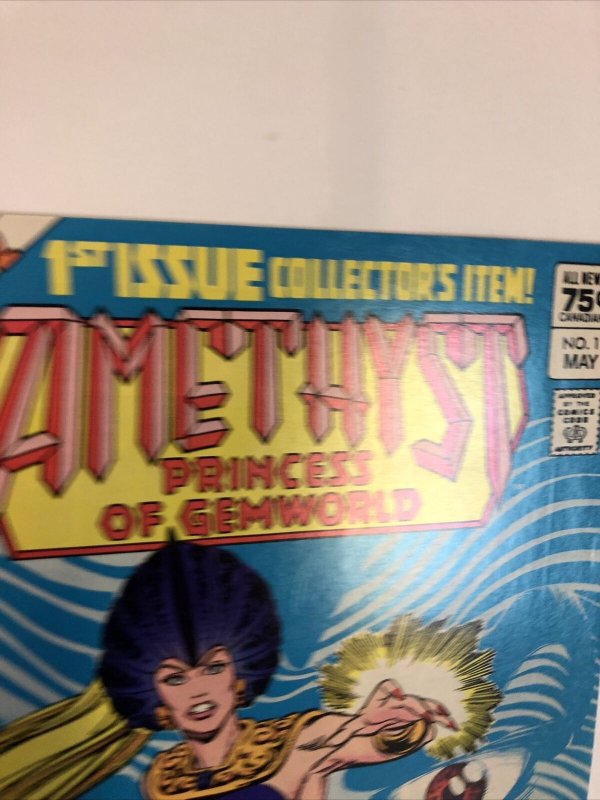 1ST ISSUE COLLECTOR'S ITEM!
AMETHYST
PRINCESS
OF GEMWORLD
ALL NEW
75¢
CANADIAN
NO. 1
MAY
APPROVED
BY THE
COMICS
CODE
AUTHORITY